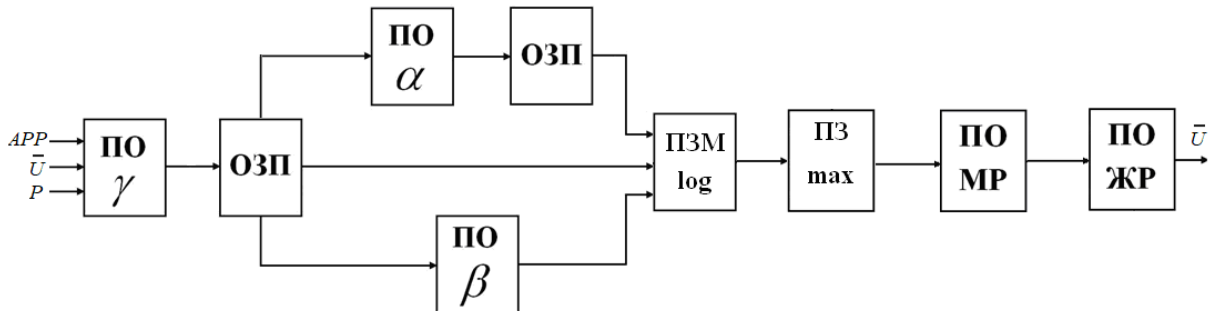 APP
Ū
P
ПО
γ
ОЗП
ПО
α
ОЗП
ПО
β
ПЗМ
log
ПЗ
max
ПО
МР
ПО
ЖР
Ū